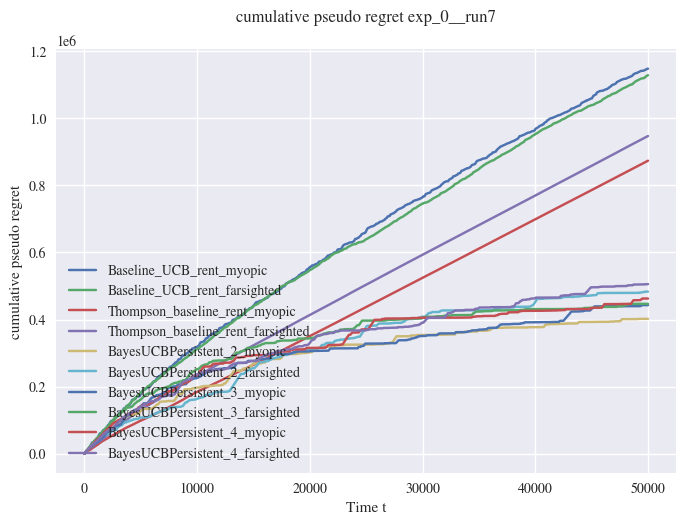 cumulative pseudo regret exp_0__run7
1e6
1.2
1.0
0.8
0.6
0.4
0.2
0.0
cumulative pseudo regret
Baseline_UCB_rent_myopic
Baseline_UCB_rent_farsighted
Thompson_baseline_rent_myopic
Thompson_baseline_rent_farsighted
BayesUCBPersistent_2_myopic
BayesUCBPersistent_2_farsighted
BayesUCBPersistent_3_myopic
BayesUCBPersistent_3_farsighted
BayesUCBPersistent_4_myopic
BayesUCBPersistent_4_farsighted
0 10000 20000 30000 40000 50000
Time t